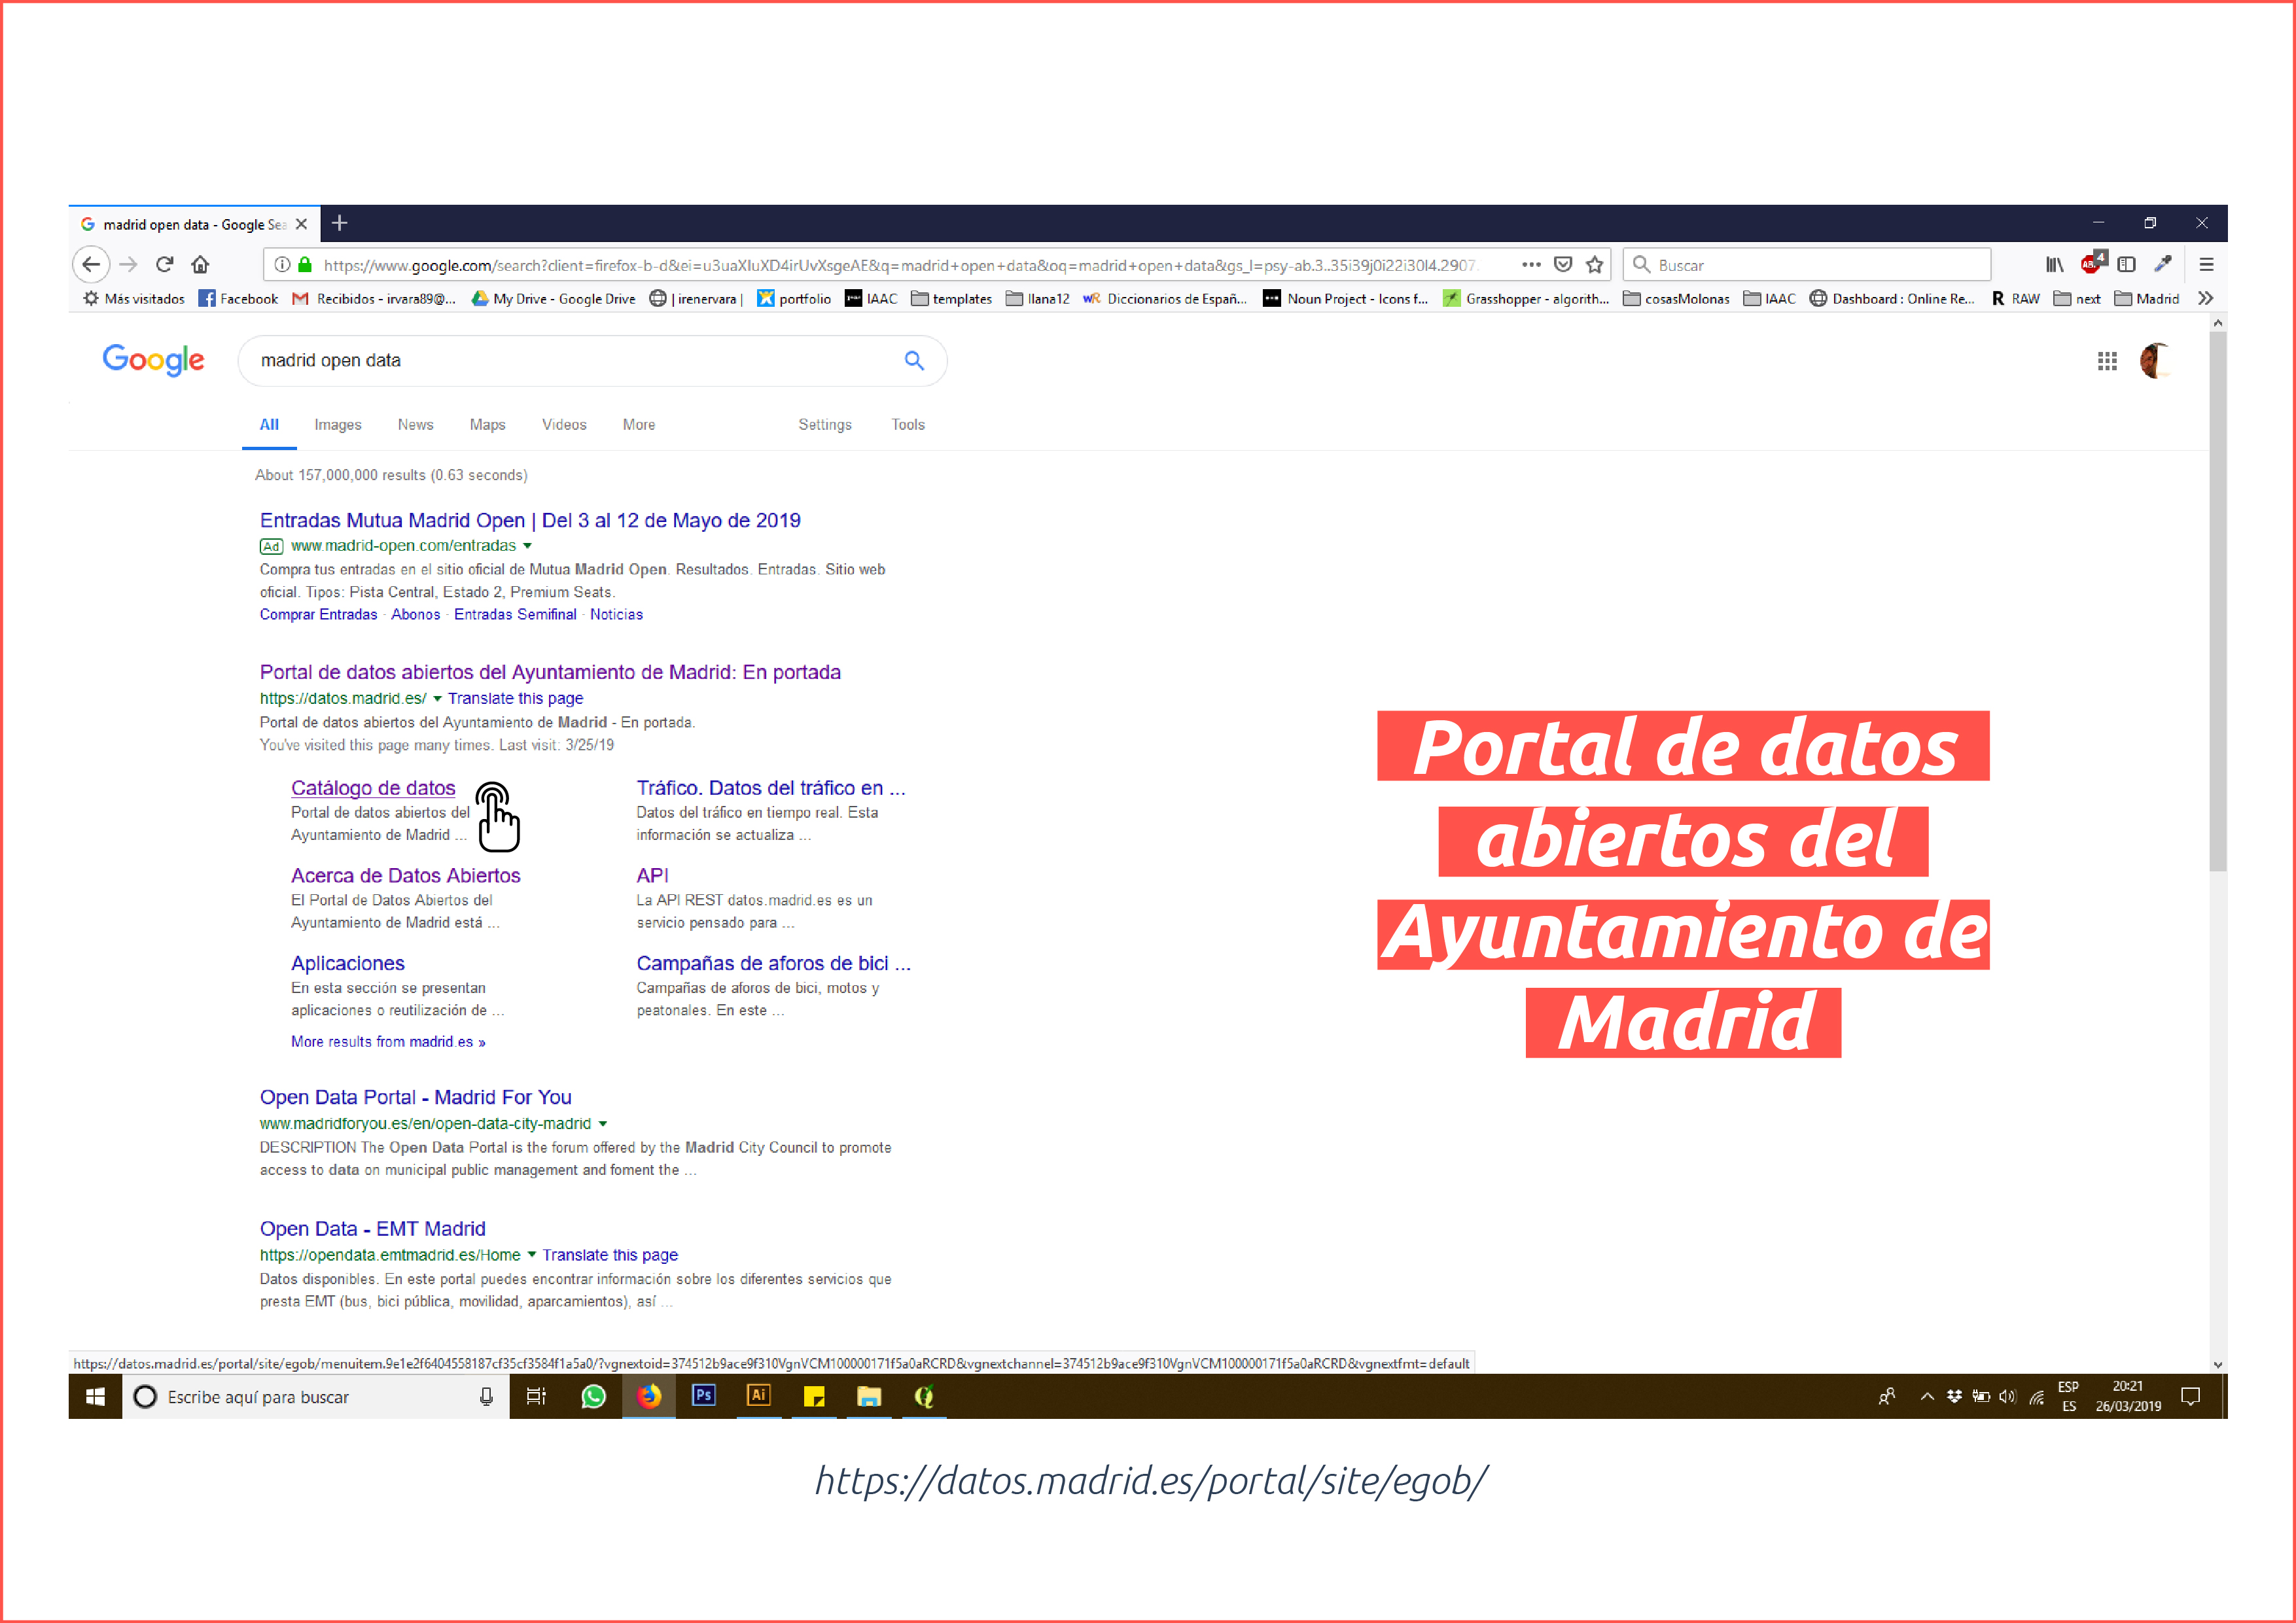 madrid open data - Google Sea
https://www.google.com/search?client=firefox-b-d&ei=u3uaXIuXD4irUvXsgeAE&q=madrid+open+data&oq=madrid+open+data&gs_l=psy-ab.3..35i39j0i22i30l4.2907.
Buscar
4
Más visitados Facebook Recibidos - irvara89@... My Drive - Google Drive | irenervara | portfolio IAAC templates Ilana12 wR Diccionarios de Españ... Noun Project - Icons f... Grasshopper - algorith... cosasMolonas IAAC Dashboard : Online Re... R RAW next Madrid
Google
madrid open data
All Images News Maps Videos More Settings Tools
About 157,000,000 results (0.63 seconds)
Entradas Mutua Madrid Open | Del 3 al 12 de Mayo de 2019
Ad www.madrid-open.com/entradas
Compra tus entradas en el sitio oficial de Mutua Madrid Open. Resultados. Entradas. Sitio web
oficial. Tipos: Pista Central, Estado 2, Premium Seats.
Comprar Entradas · Abonos · Entradas Semifinal · Noticias
Portal de datos abiertos del Ayuntamiento de Madrid: En portada
https://datos.madrid.es/ Translate this page
Portal de datos abiertos del Ayuntamiento de Madrid - En portada.
You've visited this page many times. Last visit: 3/25/19
Catálogo de datos
Portal de datos abiertos del
Ayuntamiento de Madrid ...
Tráfico. Datos del tráfico en ...
Datos del tráfico en tiempo real. Esta
información se actualiza ...
Acerca de Datos Abiertos
El Portal de Datos Abiertos del
Ayuntamiento de Madrid está ...
API
La API REST datos.madrid.es es un
servicio pensado para ...
Aplicaciones
En esta sección se presentan
aplicaciones o reutilización de ...
Campañas de aforos de bici ...
Campañas de aforos de bici, motos y
peatonales. En este ...
More results from madrid.es »
Open Data Portal - Madrid For You
www.madridforyou.es/en/open-data-city-madrid
DESCRIPTION The Open Data Portal is the forum offered by the Madrid City Council to promote
access to data on municipal public management and foment the ...
Open Data - EMT Madrid
https://opendata.emtmadrid.es/Home Translate this page
Datos disponibles. En este portal puedes encontrar información sobre los diferentes servicios que
presta EMT (bus, bici pública, movilidad, aparcamientos), así ...
Portal de datos
abiertos del
Ayuntamiento de
Madrid
https://datos.madrid.es/portal/site/egob/menuitem.9e1e2f6404558187cf35cf3584f1a5a0/?vgnextoid=374512b9ace9f310VgnVCM100000171f5a0aRCRD&vgnextchannel=374512b9ace9f310VgnVCM100000171f5a0aRCRD&vgnextfmt=default
Escribe aquí para buscar
Ps
Ai
ESP
ES
20:21
26/03/2019
https://datos.madrid.es/portal/site/egob/